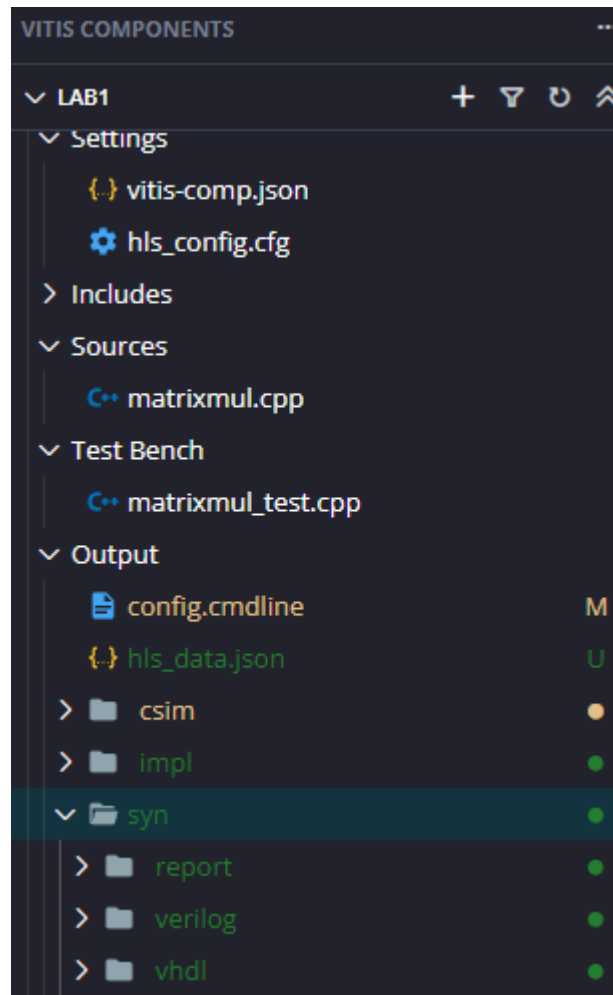 VITIS COMPONENTS
LAB1
Settings
vitis-comp.json
hls_config.cfg
Includes
Sources
C++ matrixmul.cpp
Test Bench
C++ matrixmul_test.cpp
Output
config.cmdline M
hls_data.json U
csim
impl
syn
report
verilog
vhdl